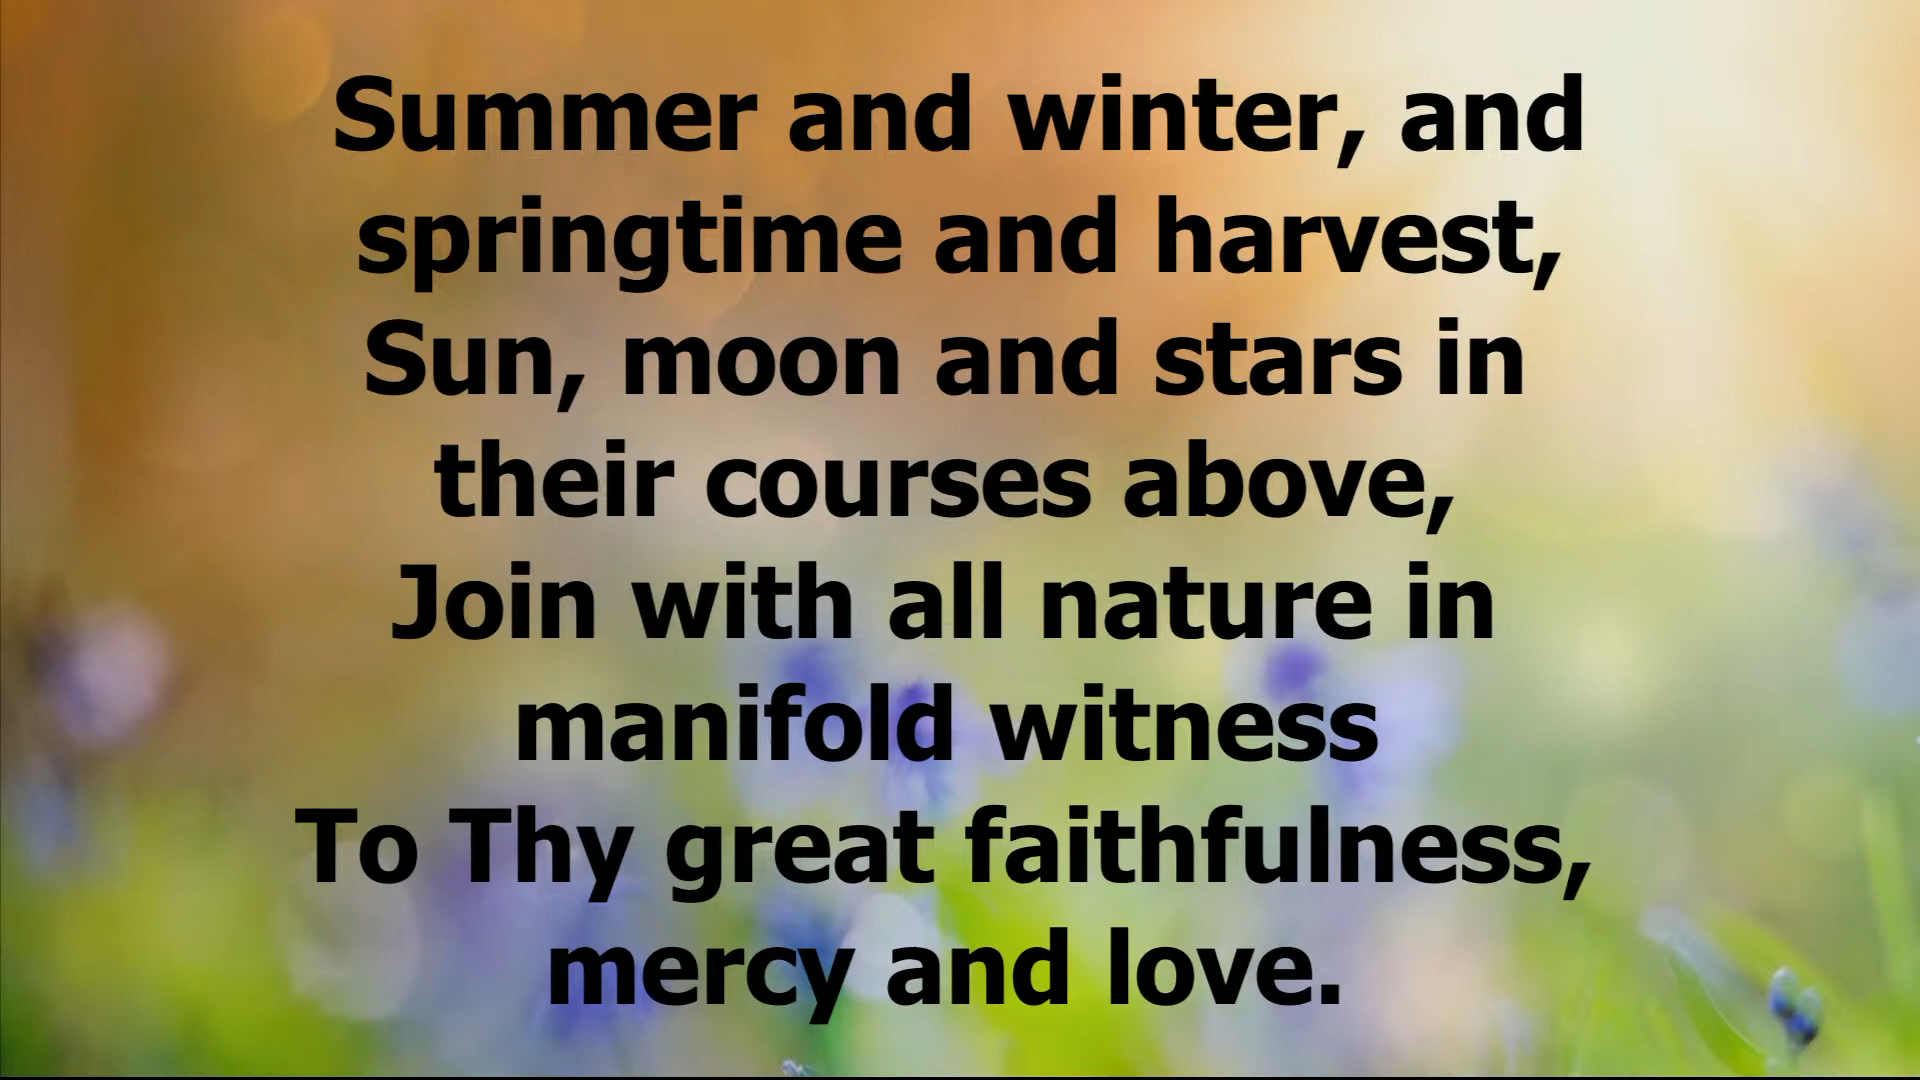 Summer and winter, and
springtime and harvest,
Sun, moon and stars in
their courses above,
Join with all nature in
manifold witness
To Thy great faithfulness,
mercy and love.